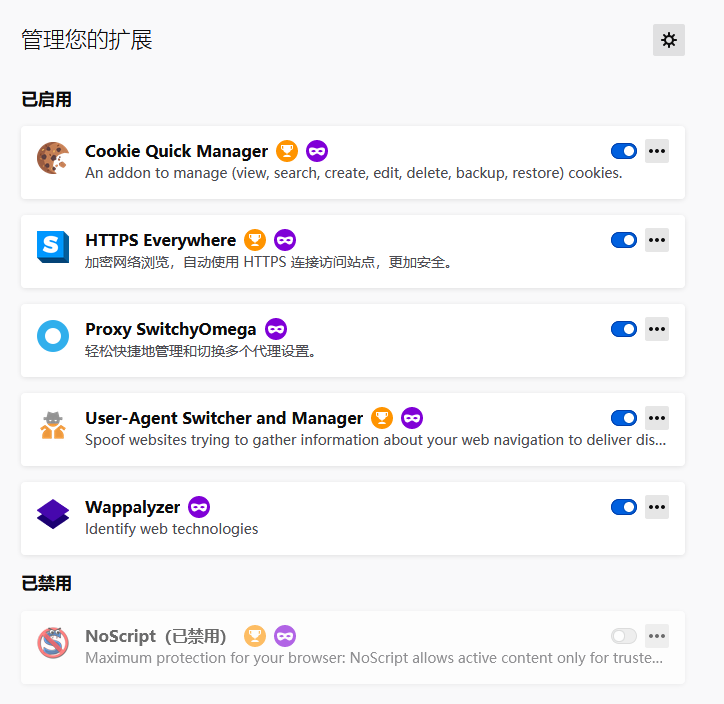 管理您的扩展
已启用
Cookie Quick Manager
An addon to manage (view, search, create, edit, delete, backup, restore) cookies.
HTTPS Everywhere
加密网络浏览，自动使用 HTTPS 连接访问站点，更加安全。
Proxy SwitchyOmega
轻松快捷地管理和切换多个代理设置。
User-Agent Switcher and Manager
Spoof websites trying to gather information about your web navigation to deliver dis...
Wappalyzer
Identify web technologies
已禁用
NoScript（已禁用）
Maximum protection for your browser: NoScript allows active content only for truste...